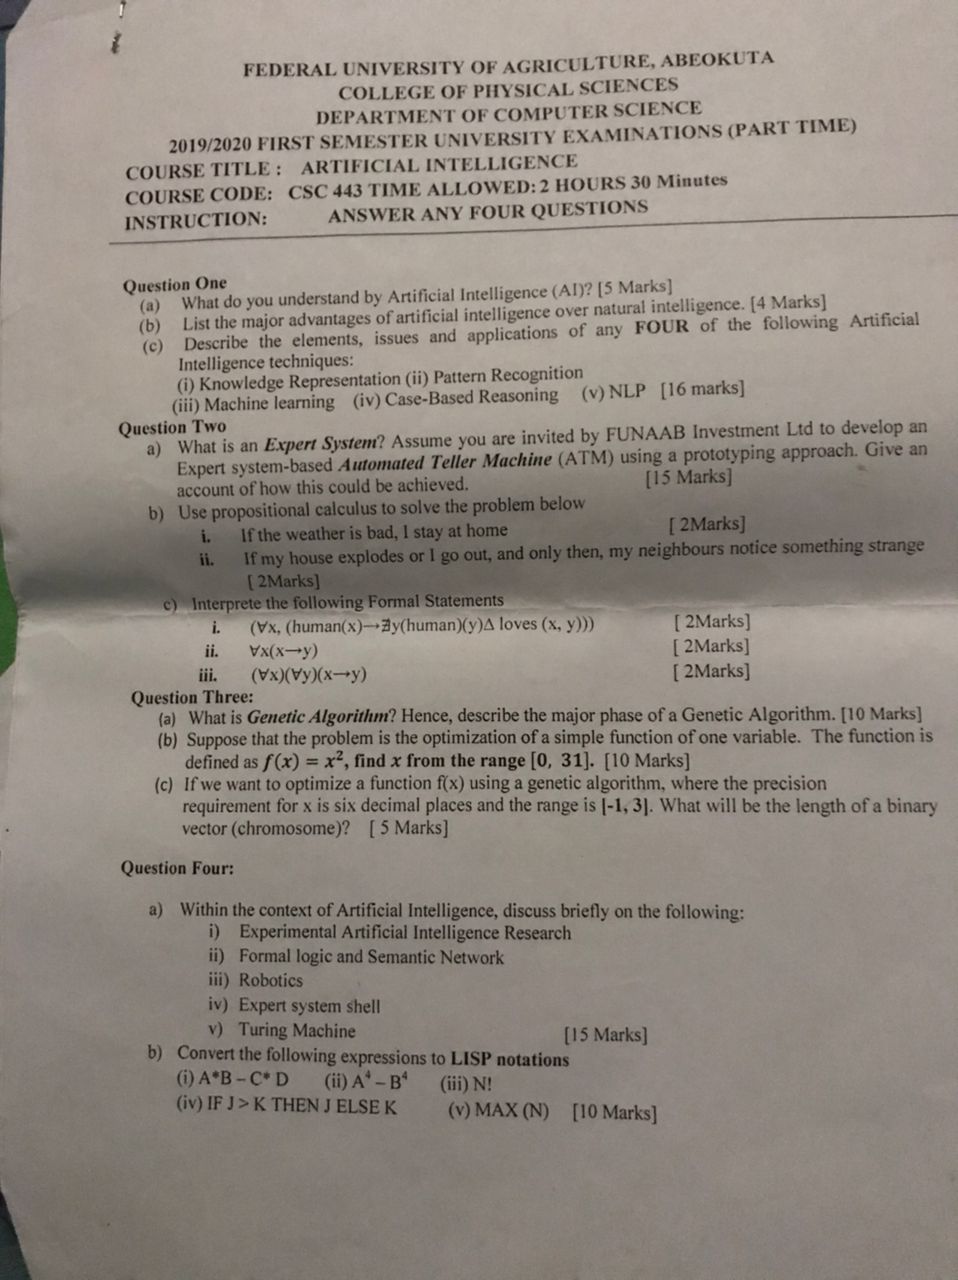 FEDERAL UNIVERSITY OF AGRICULTURE, ABEOKUTA
COLLEGE OF PHYSICAL SCIENCES
DEPARTMENT OF COMPUTER SCIENCE
2019/2020 FIRST SEMESTER UNIVERSITY EXAMINATIONS (PART TIME)
COURSE TITLE : ARTIFICIAL INTELLIGENCE
COURSE CODE: CSC 443 TIME ALLOWED: 2 HOURS 30 Minutes
INSTRUCTION: ANSWER ANY FOUR QUESTIONS
Question One
(a) What do you understand by Artificial Intelligence (AI)? [5 Marks]
(b) List the major advantages of artificial intelligence over natural intelligence. [4 Marks]
(c) Describe the elements, issues and applications of any FOUR of the following Artificial
Intelligence techniques:
(i) Knowledge Representation (ii) Pattern Recognition
(iii) Machine learning (iv) Case-Based Reasoning (v) NLP [16 marks]
Question Two
a) What is an Expert System? Assume you are invited by FUNAAB Investment Ltd to develop an
Expert system-based Automated Teller Machine (ATM) using a prototyping approach. Give an
account of how this could be achieved. [15 Marks]
b) Use propositional calculus to solve the problem below
i. If the weather is bad, I stay at home [ 2Marks]
ii. If my house explodes or I go out, and only then, my neighbours notice something strange
[ 2Marks]
c) Interprete the following Formal Statements
i. (∀x, (human(x)→∄y(human)(y)Δ loves (x, y))) [ 2Marks]
ii. ∀x(x→y) [ 2Marks]
iii. (∀x)(∀y)(x→y) [ 2Marks]
Question Three:
(a) What is Genetic Algorithm? Hence, describe the major phase of a Genetic Algorithm. [10 Marks]
(b) Suppose that the problem is the optimization of a simple function of one variable. The function is
defined as f(x) = x², find x from the range [0, 31]. [10 Marks]
(c) If we want to optimize a function f(x) using a genetic algorithm, where the precision
requirement for x is six decimal places and the range is [-1, 3]. What will be the length of a binary
vector (chromosome)? [ 5 Marks]
Question Four:
a) Within the context of Artificial Intelligence, discuss briefly on the following:
i) Experimental Artificial Intelligence Research
ii) Formal logic and Semantic Network
iii) Robotics
iv) Expert system shell
v) Turing Machine [15 Marks]
b) Convert the following expressions to LISP notations
(i) A*B – C* D (ii) A⁴ – B⁴ (iii) N!
(iv) IF J > K THEN J ELSE K (v) MAX (N) [10 Marks]